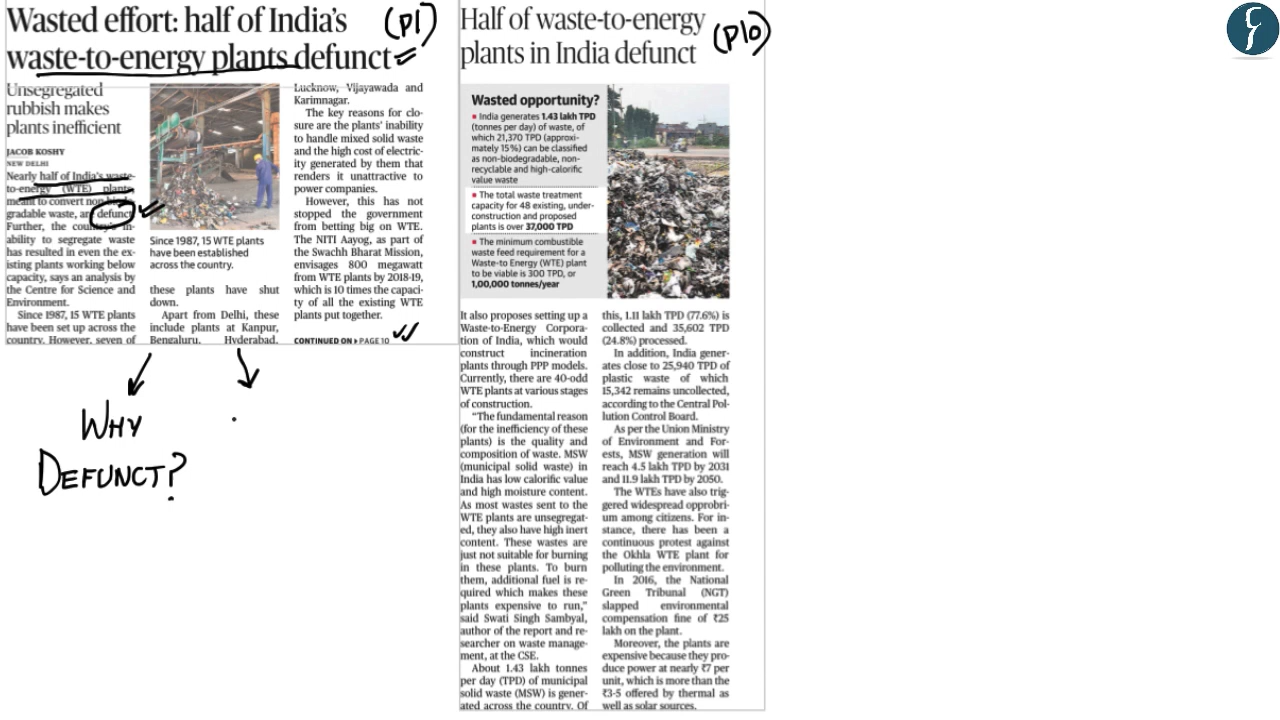 Wasted effort: half of India's
waste-to-energy plants defunct
(P1)
Unsegregated
rubbish makes
plants inefficient
JACOB KOSHY
NEW DELHI
Nearly half of India's waste-
to-energy (WTE) plants,
meant to convert non-biode-
gradable waste, are defunct.
Further, the country's in-
ability to segregate waste
has resulted in even the ex-
isting plants working below
capacity, says an analysis by
the Centre for Science and
Environment.
Since 1987, 15 WTE plants
have been set up across the
country. However, seven of
Since 1987, 15 WTE plants
have been established
across the country.
these plants have shut
down.
Apart from Delhi, these
include plants at Kanpur,
Bengaluru, Hyderabad,
Lucknow, Vijayawada and
Karimnagar.
The key reasons for clo-
sure are the plants' inability
to handle mixed solid waste
and the high cost of electric-
ity generated by them that
renders it unattractive to
power companies.
However, this has not
stopped the government
from betting big on WTE.
The NITI Aayog, as part of
the Swachh Bharat Mission,
envisages 800 megawatt
from WTE plants by 2018-19,
which is 10 times the capaci-
ty of all the existing WTE
plants put together.
CONTINUED ON ▸ PAGE 10
WHY
DEFUNCT?
Half of waste-to-energy
plants in India defunct
(P10)
Wasted opportunity?
■ India generates 1.43 lakh TPD
(tonnes per day) of waste, of
which 21,370 TPD (approxi-
mately 15%) can be classified
as non-biodegradable, non-
recyclable and high-calorific
value waste
■ The total waste treatment
capacity for 48 existing, under-
construction and proposed
plants is over 37,000 TPD
■ The minimum combustible
waste feed requirement for a
Waste-to Energy (WTE) plant
to be viable is 300 TPD, or
1,00,000 tonnes/year
It also proposes setting up a
Waste-to-Energy Corpora-
tion of India, which would
construct incineration
plants through PPP models.
Currently, there are 40-odd
WTE plants at various stages
of construction.
"The fundamental reason
(for the inefficiency of these
plants) is the quality and
composition of waste. MSW
(municipal solid waste) in
India has low calorific value
and high moisture content.
As most wastes sent to the
WTE plants are unsegregat-
ed, they also have high inert
content. These wastes are
just not suitable for burning
in these plants. To burn
them, additional fuel is re-
quired which makes these
plants expensive to run,"
said Swati Singh Sambyal,
author of the report and re-
searcher on waste manage-
ment, at the CSE.
About 1.43 lakh tonnes
per day (TPD) of municipal
solid waste (MSW) is gener-
ated across the country. Of
this, 1.11 lakh TPD (77.6%) is
collected and 35,602 TPD
(24.8%) processed.
In addition, India gener-
ates close to 25,940 TPD of
plastic waste of which
15,342 remains uncollected,
according to the Central Pol-
lution Control Board.
As per the Union Ministry
of Environment and For-
ests, MSW generation will
reach 4.5 lakh TPD by 2031
and 11.9 lakh TPD by 2050.
The WTEs have also trig-
gered widespread opprobri-
um among citizens. For in-
stance, there has been a
continuous protest against
the Okhla WTE plant for
polluting the environment.
In 2016, the National
Green Tribunal (NGT)
slapped environmental
compensation fine of ₹25
lakh on the plant.
Moreover, the plants are
expensive because they pro-
duce power at nearly ₹7 per
unit, which is more than the
₹3-5 offered by thermal as
well as solar sources.